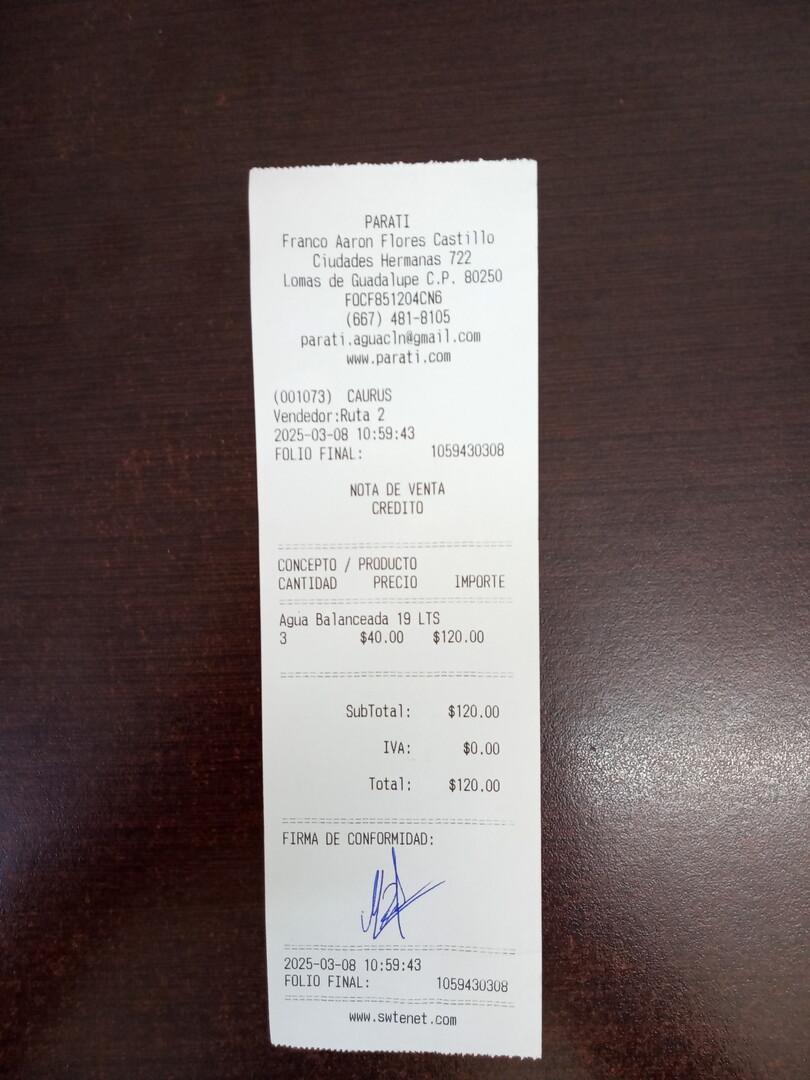 PARATI
Franco Aaron Flores Castillo
Ciudades Hermanas 722
Lomas de Guadalupe C.P. 80250
FOCF851204CN6
(667) 481-8105
parati.aguacln@gmail.com
www.parati.com
(001073) CAURUS
Vendedor:Ruta 2
2025-03-08 10:59:43
FOLIO FINAL: 1059430308
NOTA DE VENTA
CREDITO
CONCEPTO / PRODUCTO
CANTIDAD PRECIO IMPORTE
Agua Balanceada 19 LTS
3 $40.00 $120.00
SubTotal: $120.00
IVA: $0.00
Total: $120.00
FIRMA DE CONFORMIDAD:
2025-03-08 10:59:43
FOLIO FINAL: 1059430308
www.swtenet.com